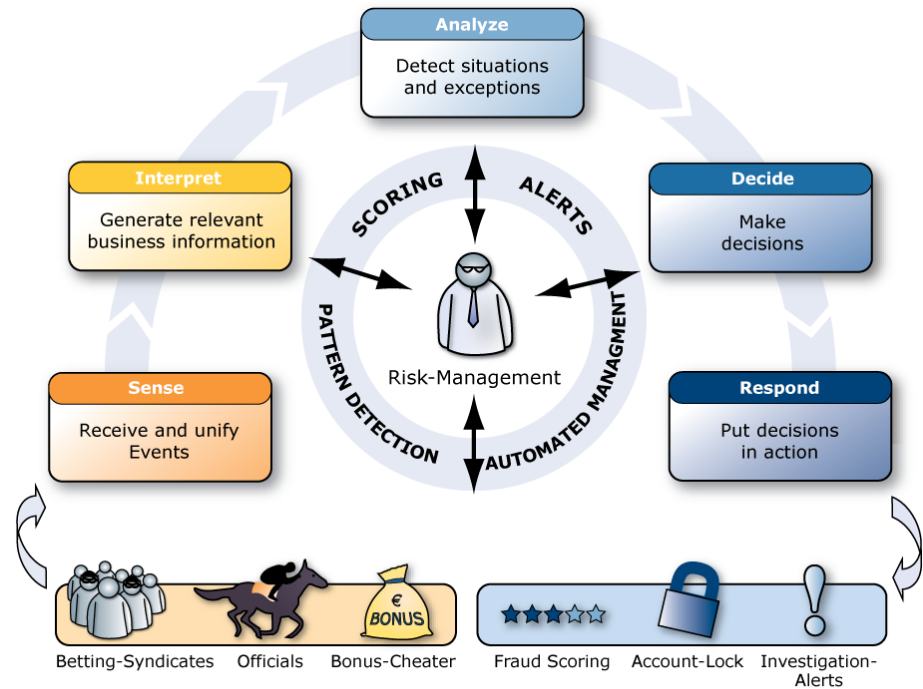 Analyze
Detect situations
and exceptions
Interpret
Generate relevant
business information
Decide
Make
decisions
Sense
Receive and unify
Events
Respond
Put decisions
in action
SCORING
ALERTS
PATTERN DETECTION
AUTOMATED MANAGMENT
Risk-Management
€
BONUS
Betting-Syndicates
Officials
Bonus-Cheater
Fraud Scoring
Account-Lock
Investigation-
Alerts